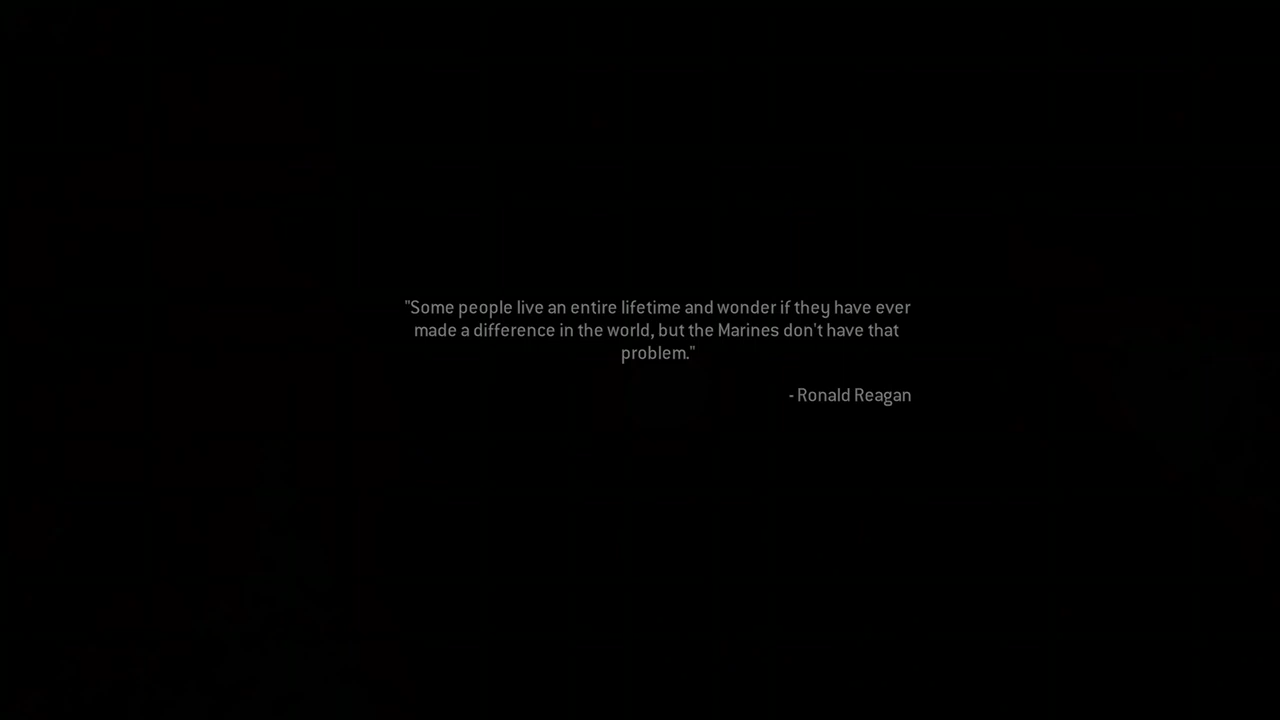 "Some people live an entire lifetime and wonder if they have ever
made a difference in the world, but the Marines don't have that
problem."
- Ronald Reagan